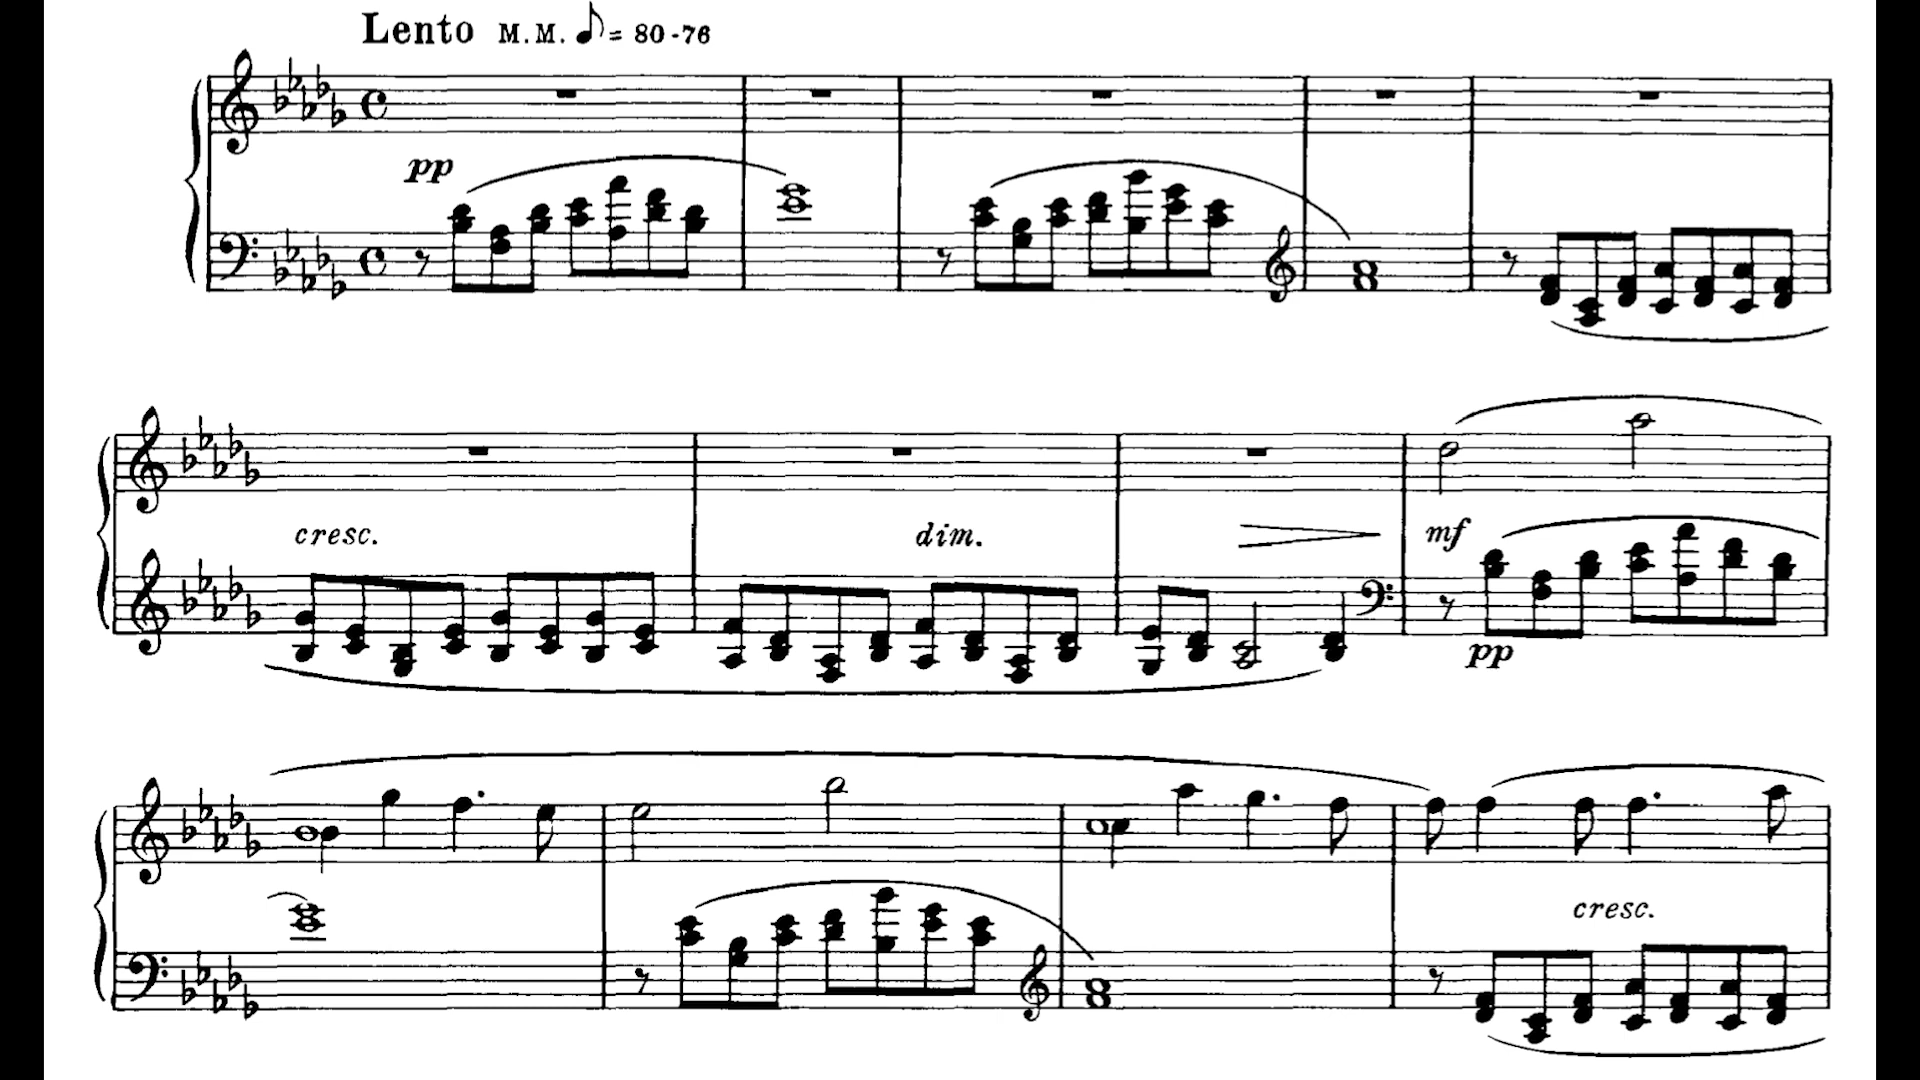 Lento M.M. ♪= 80-76
pp
cresc. dim. mf
pp
cresc.